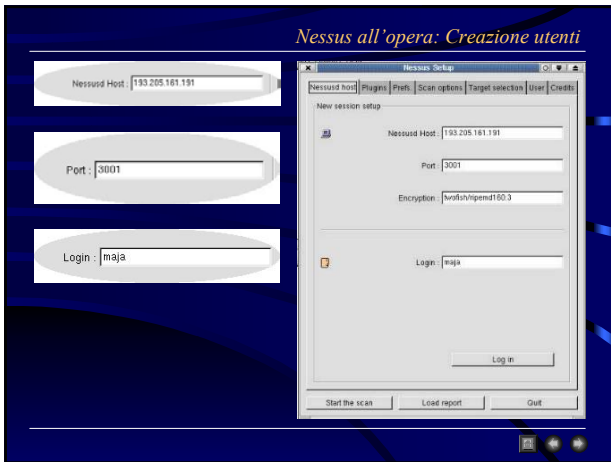 Nessus all'opera: Creazione utenti
Nessusd Host : 193.205.161.191
Port : 3001
Login : maja
Nessus Setup
Nessusd host Plugins Prefs. Scan options Target selection User Credits
New session setup
Nessusd Host : 193.205.161.191
Port : 3001
Encryption : twofish/ripemd160:3
Login : maja
Log in
Start the scan Load report Quit